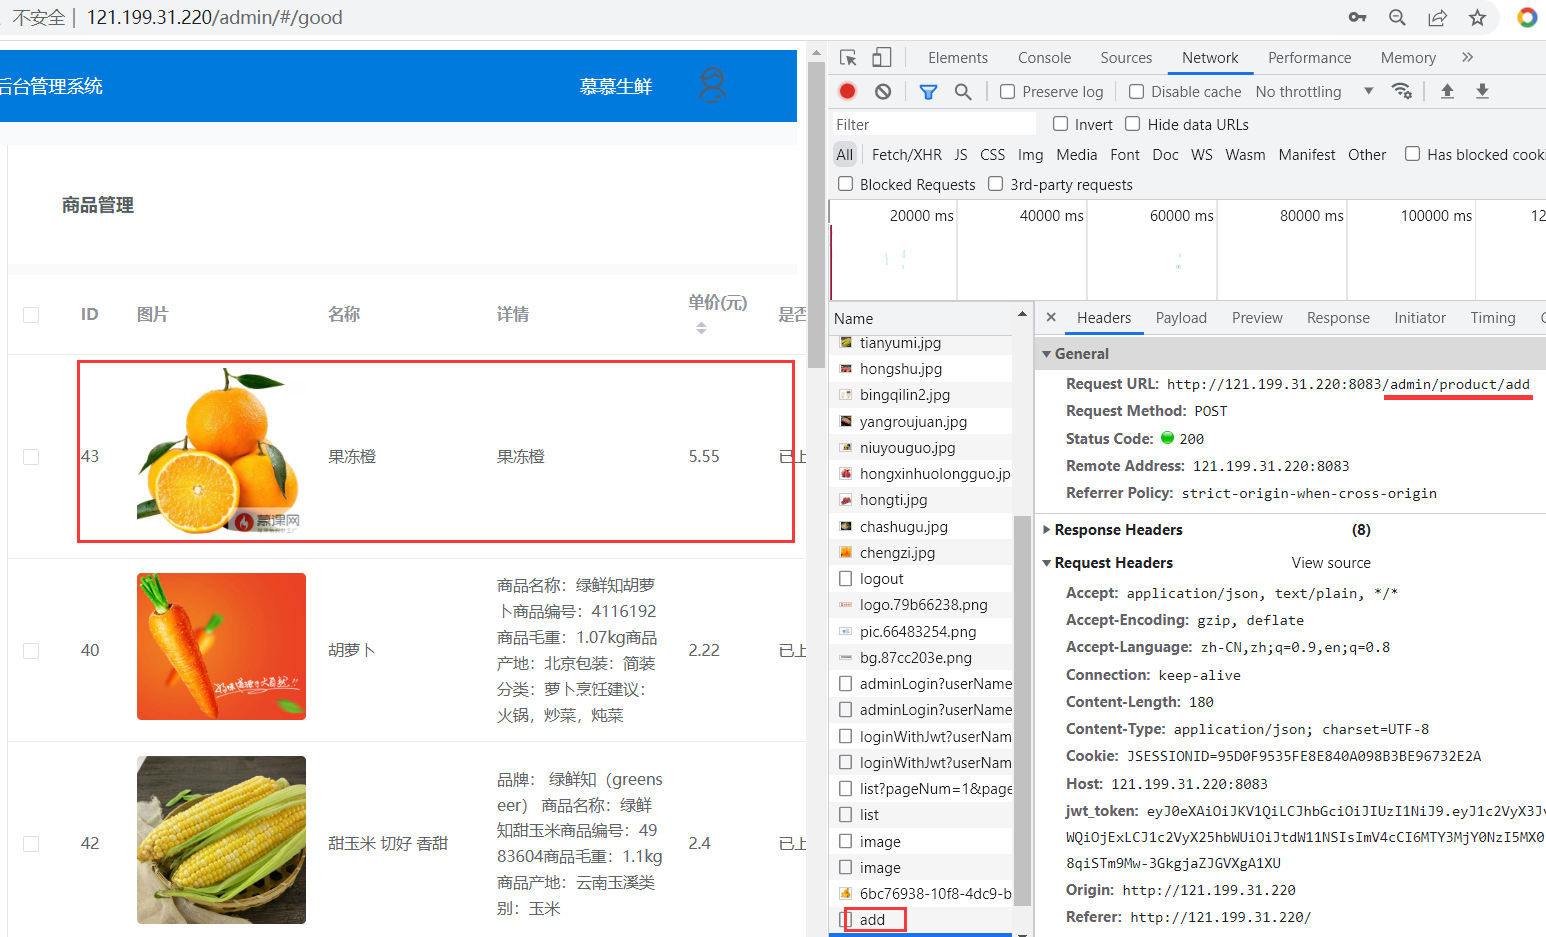 不安全 | 121.199.31.220/admin/#/good
后台管理系统
慕慕生鲜
商品管理
ID 图片 名称 详情 单价(元) 是否
43 果冻橙 果冻橙 5.55 已上
慕课网
40 胡萝卜 2.22 已上
商品名称：绿鲜知胡萝
卜商品编号：4116192
商品毛重：1.07kg商品
产地：北京包装：简装
分类：萝卜烹饪建议：
火锅，炒菜，炖菜
42 甜玉米 切好 香甜 2.4 已上
品牌： 绿鲜知（greens
eer） 商品名称：绿鲜
知甜玉米商品编号：49
83604商品毛重：1.1kg
商品产地：云南玉溪类
别：玉米
Elements Console Sources Network Performance Memory »
Preserve log Disable cache No throttling
Filter Invert Hide data URLs
All Fetch/XHR JS CSS Img Media Font Doc WS Wasm Manifest Other Has blocked cooki
Blocked Requests 3rd-party requests
20000 ms 40000 ms 60000 ms 80000 ms 100000 ms 12
Name
tianyumi.jpg
hongshu.jpg
bingqilin2.jpg
yangroujuan.jpg
niuyouguo.jpg
hongxinhuolongguo.jp
hongti.jpg
chashugu.jpg
chengzi.jpg
logout
logo.79b66238.png
pic.66483254.png
bg.87cc203e.png
adminLogin?userName
adminLogin?userName
loginWithJwt?userNam
loginWithJwt?userNam
list?pageNum=1&page
list
image
image
6bc76938-10f8-4dc9-b
add
× Headers Payload Preview Response Initiator Timing
General
Request URL: http://121.199.31.220:8083/admin/product/add
Request Method: POST
Status Code: 200
Remote Address: 121.199.31.220:8083
Referrer Policy: strict-origin-when-cross-origin
Response Headers (8)
Request Headers View source
Accept: application/json, text/plain, */*
Accept-Encoding: gzip, deflate
Accept-Language: zh-CN,zh;q=0.9,en;q=0.8
Connection: keep-alive
Content-Length: 180
Content-Type: application/json; charset=UTF-8
Cookie: JSESSIONID=95D0F9535FE8E840A098B3BE96732E2A
Host: 121.199.31.220:8083
jwt_token: eyJ0eXAiOiJKV1QiLCJhbGciOiJIUzI1NiJ9.eyJ1c2VyX3Jv
WQiOjExLCJ1c2VyX25hbWUiOiJtdW11NSIsImV4cCI6MTY3MjY0NzI5MX0
8qiSTm9Mw-3GkgjaZJGVXgA1XU
Origin: http://121.199.31.220
Referer: http://121.199.31.220/